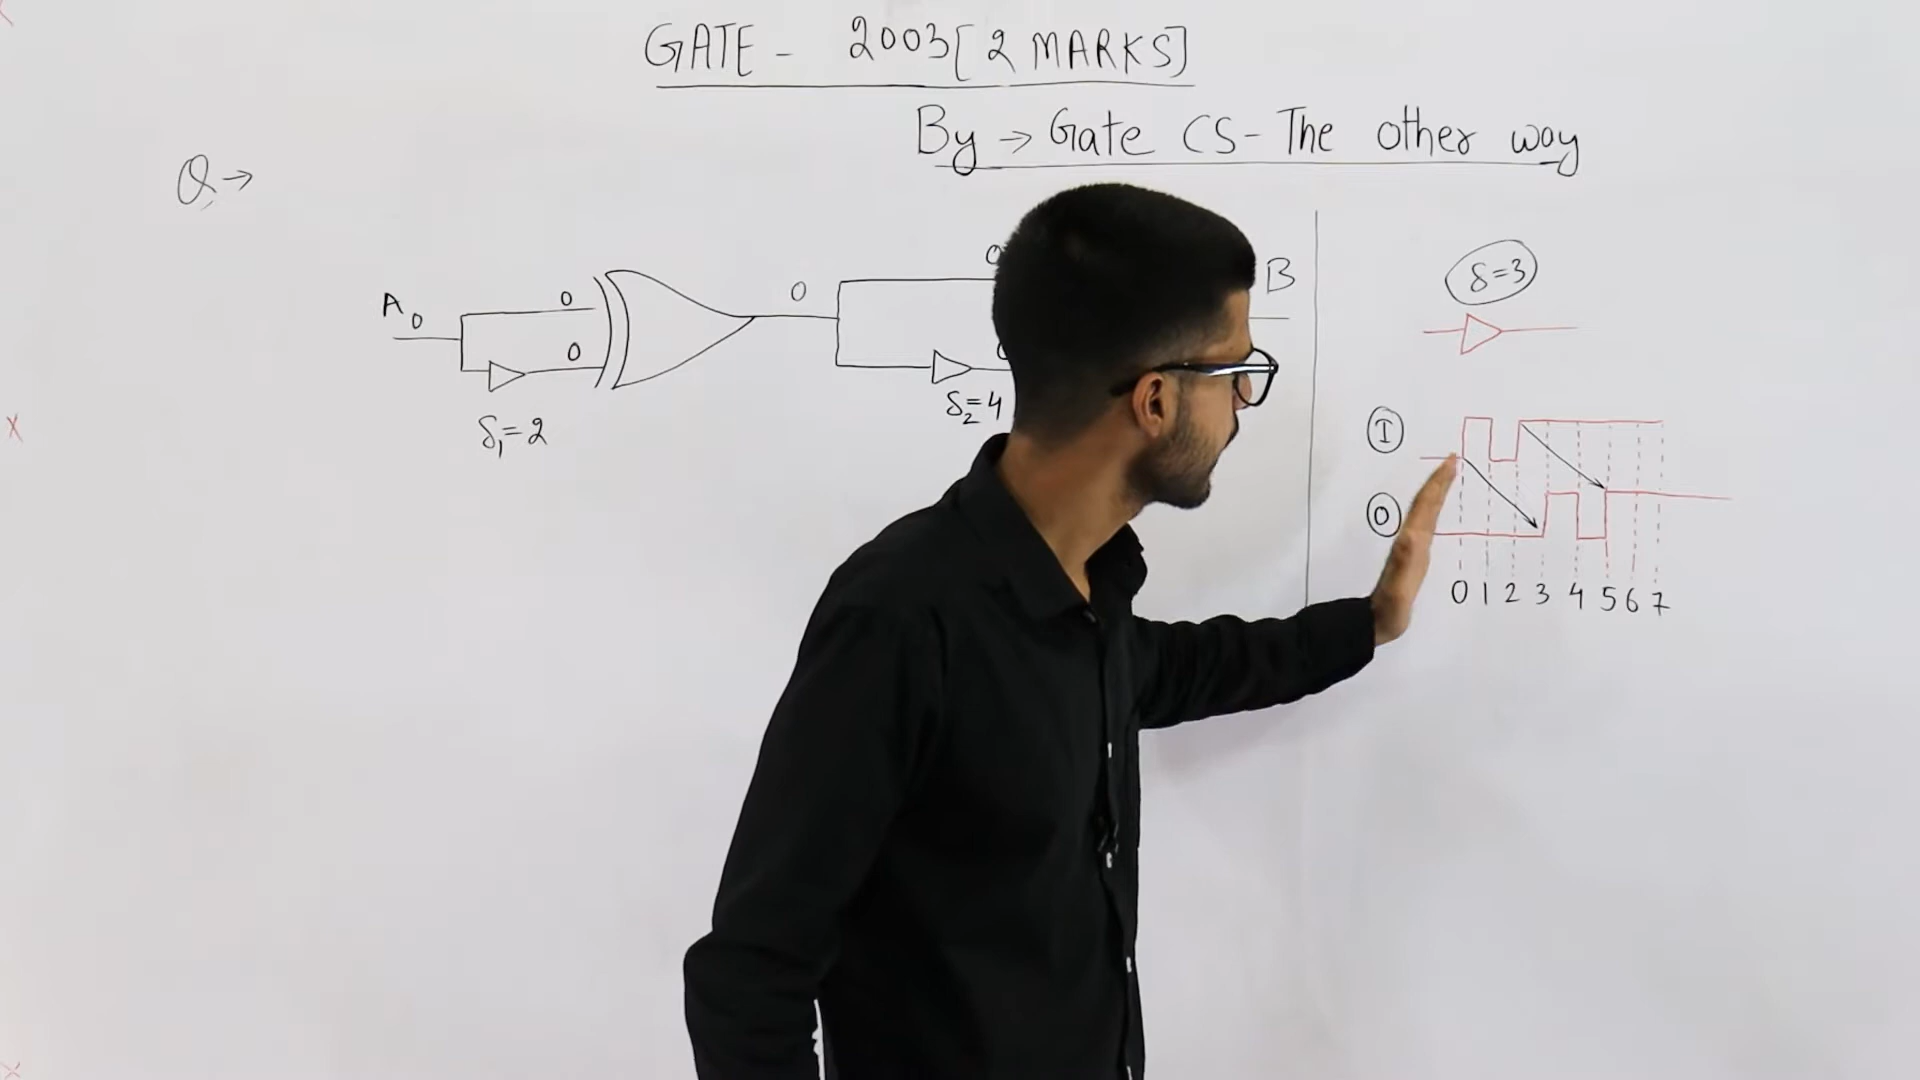 GATE - 2003 [2 MARKS]
By → Gate CS - The other way
Q →
A 0
0
0
0
0
B
δ₁=2
δ₂=4
δ=3
I
O
0 1 2 3 4 5 6 7